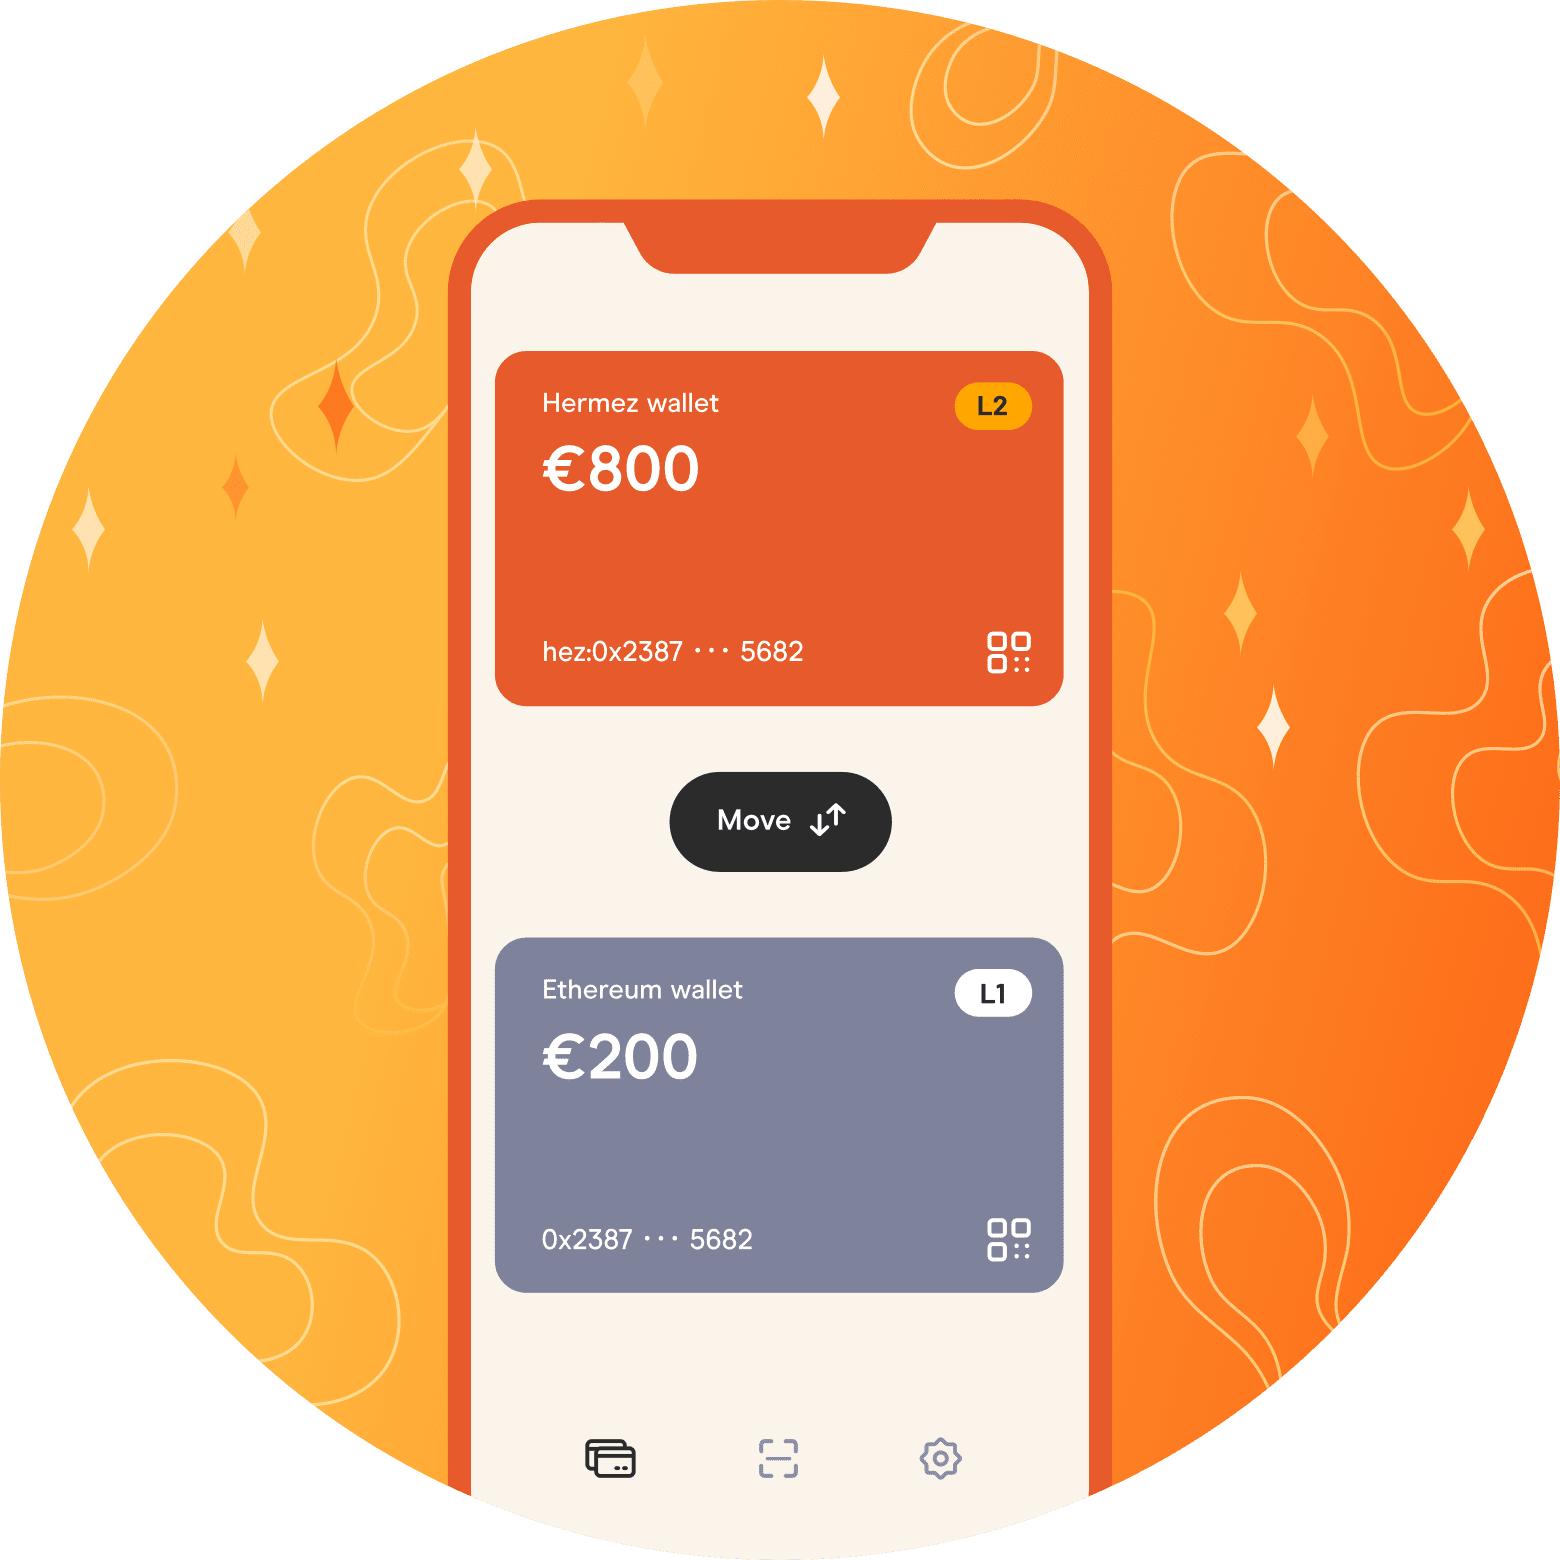 Hermez wallet
L2
€800
hez:0x2387 ··· 5682
Move
Ethereum wallet
L1
€200
0x2387 ··· 5682